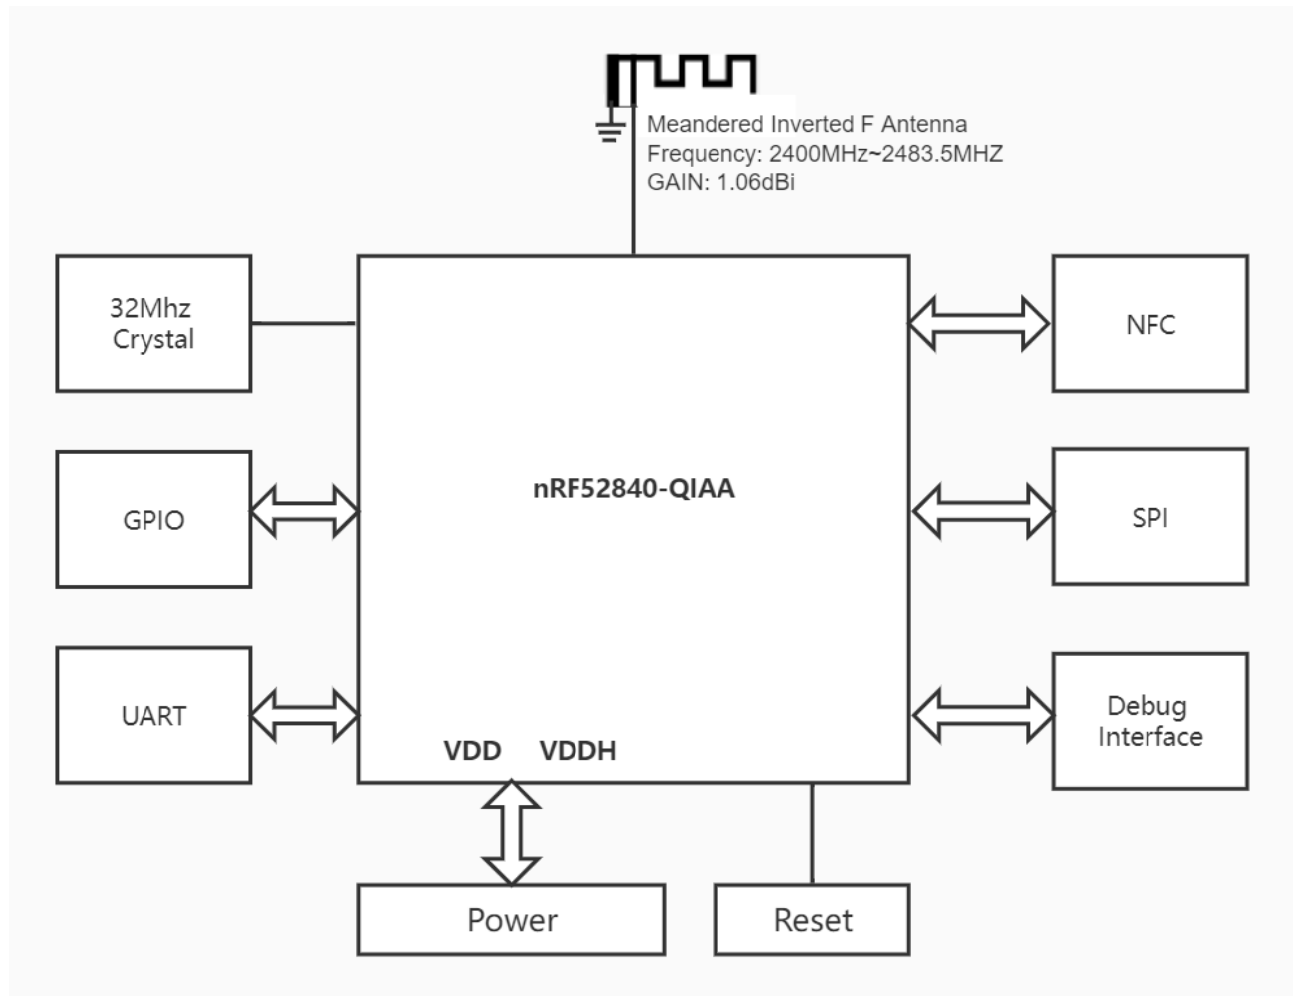 Meandered Inverted F Antenna
Frequency: 2400MHz~2483.5MHZ
GAIN: 1.06dBi
32Mhz
Crystal
NFC
nRF52840-QIAA
GPIO
SPI
UART
Debug
Interface
VDD VDDH
Power
Reset